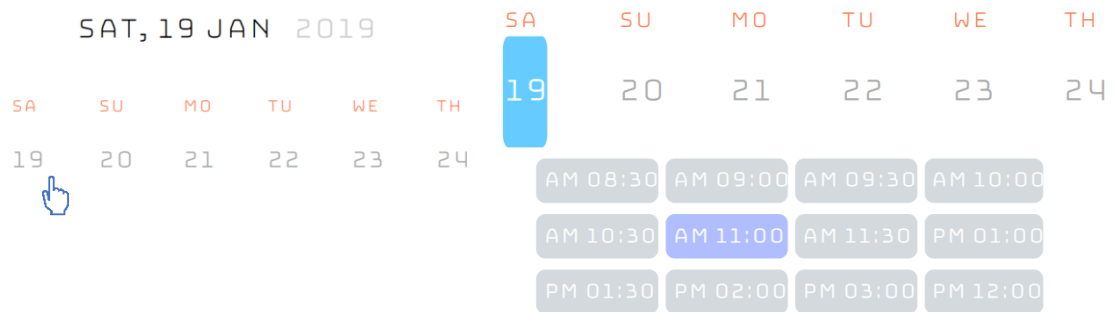 SAT, 19 JAN 2019
SA SU MO TU WE TH
19 20 21 22 23 24
SA SU MO TU WE TH
19 20 21 22 23 24
AM 08:30 AM 09:00 AM 09:30 AM 10:00
AM 10:30 AM 11:00 AM 11:30 PM 01:00
PM 01:30 PM 02:00 PM 03:00 PM 12:00